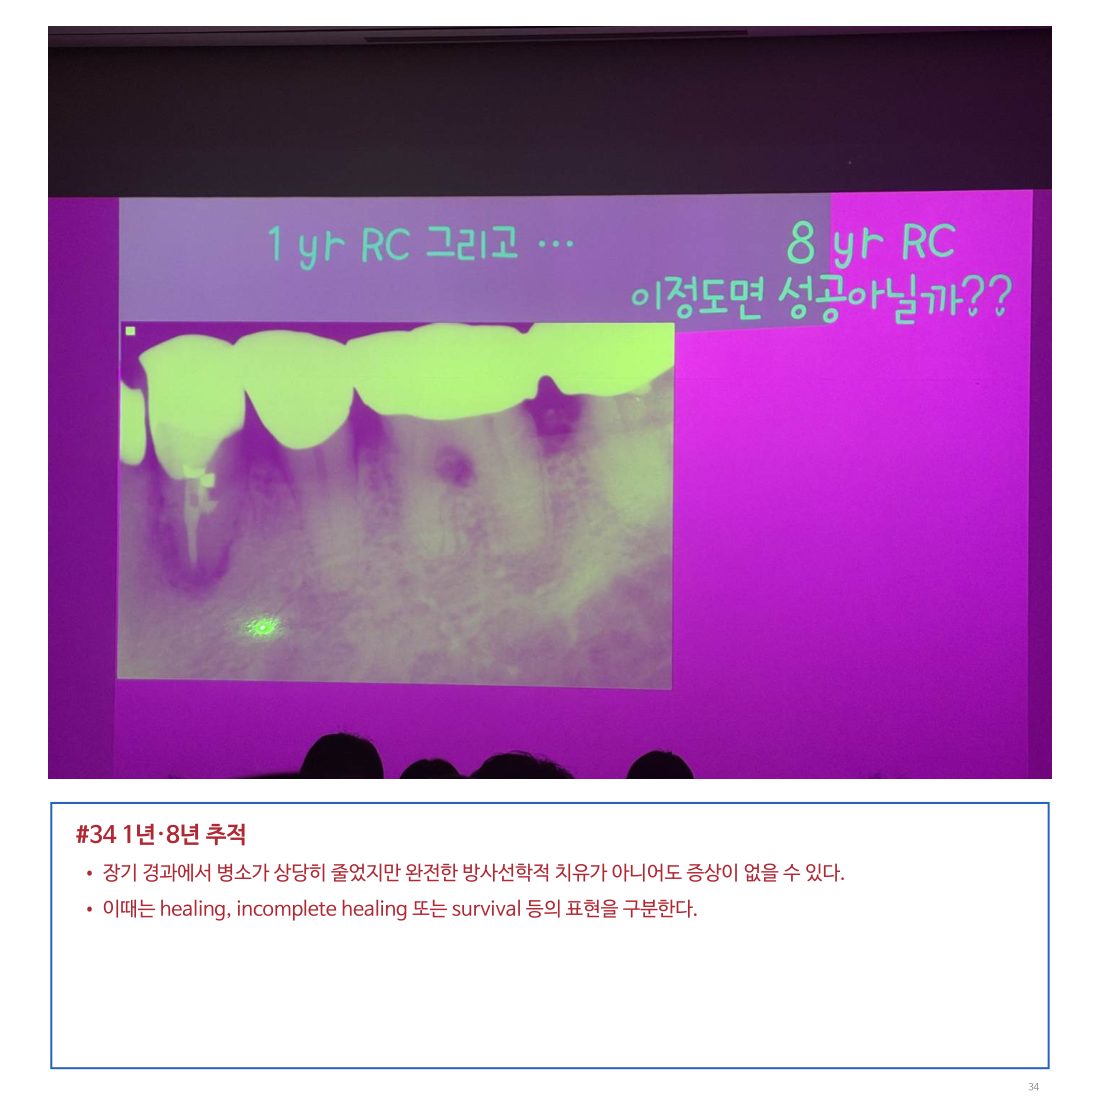 1 yr RC 그리고 ...
8 yr RC
이정도면 성공아닐까??
#34 1년·8년 추적
• 장기 경과에서 병소가 상당히 줄었지만 완전한 방사선학적 치유가 아니어도 증상이 없을 수 있다.
• 이때는 healing, incomplete healing 또는 survival 등의 표현을 구분한다.
34